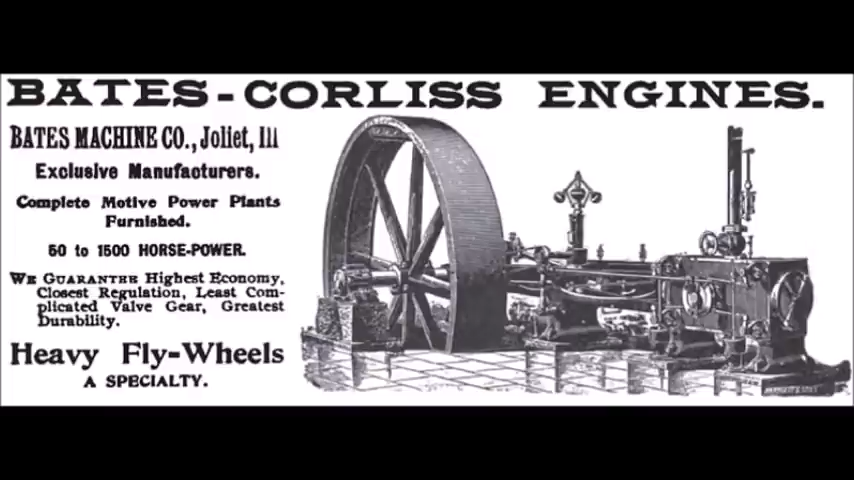 BATES-CORLISS ENGINES.
BATES MACHINE CO., Joliet, Ill
Exclusive Manufacturers.
Complete Motive Power Plants
Furnished.
50 to 1500 HORSE-POWER.
WE GUARANTEE Highest Economy,
Closest Regulation, Least Com-
plicated Valve Gear, Greatest
Durability.
Heavy Fly-Wheels
A SPECIALTY.